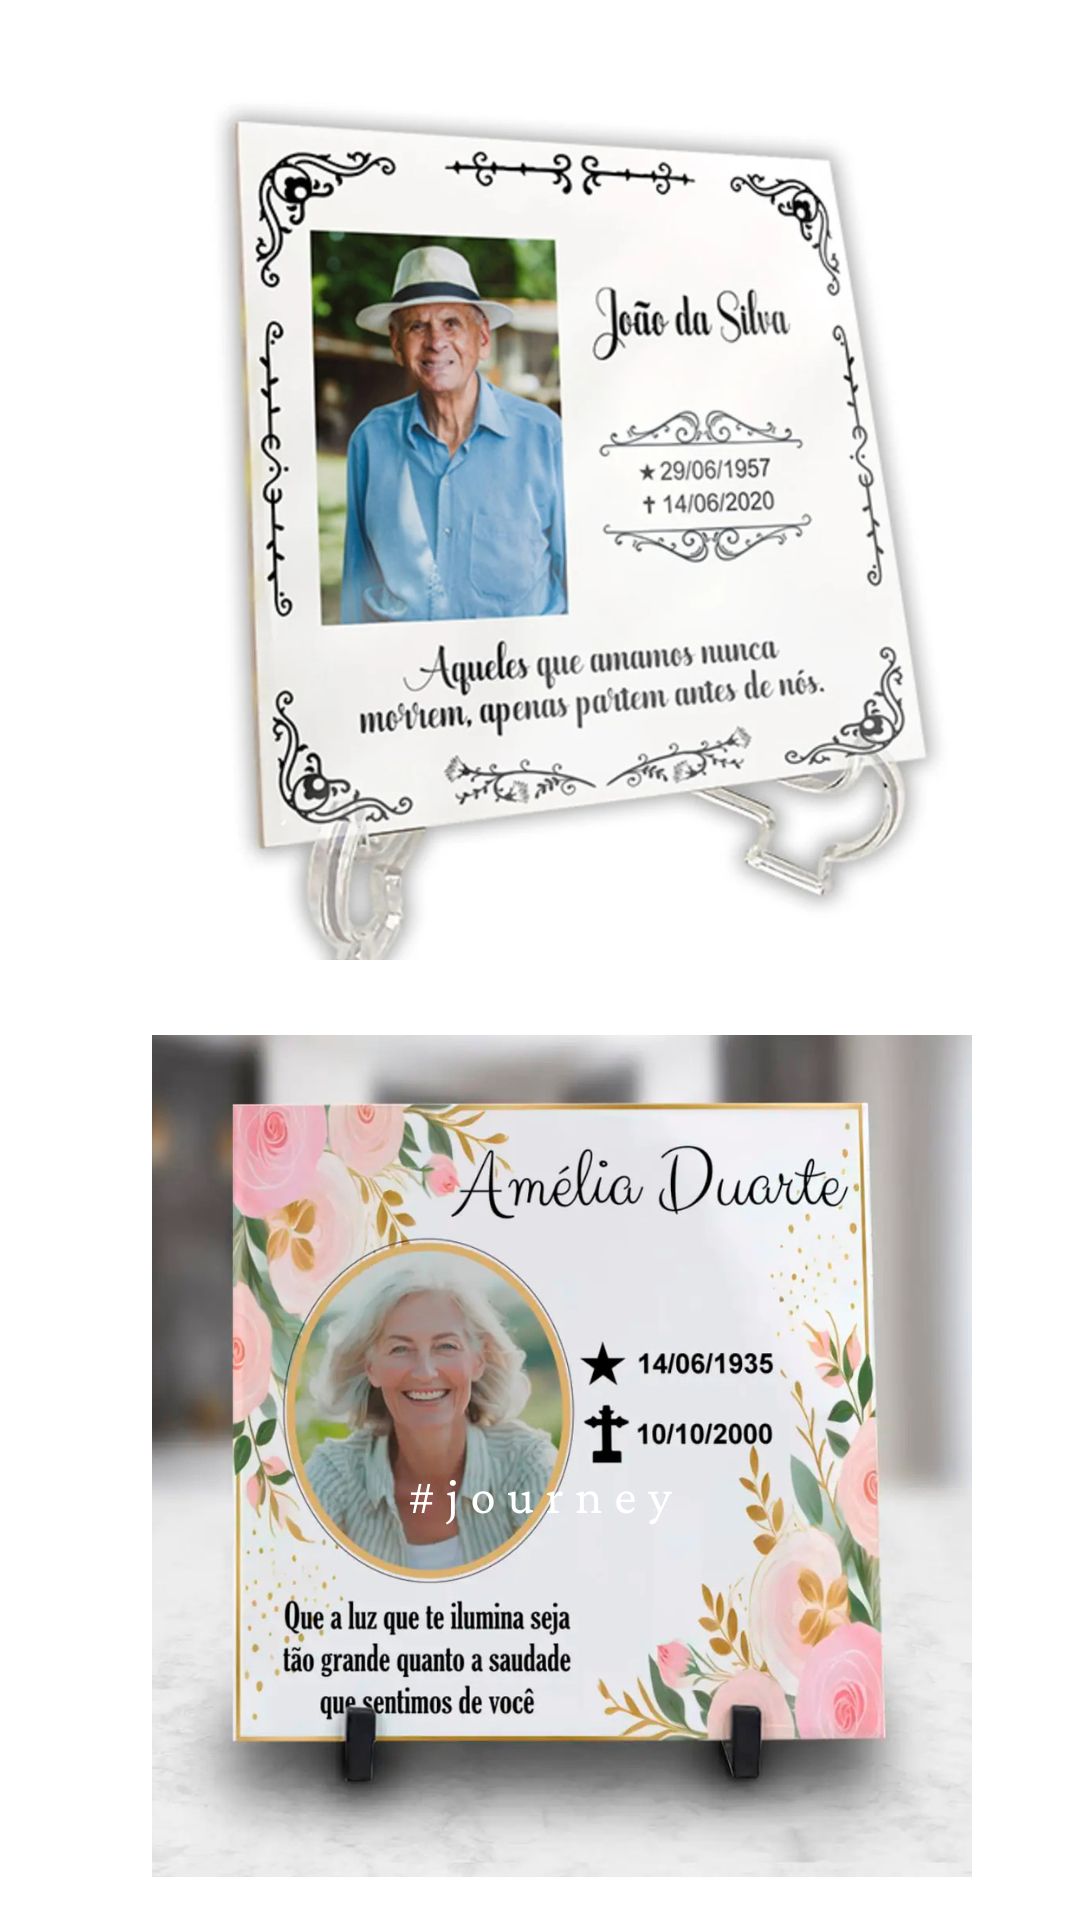 João da Silva
★ 29/06/1957
✝ 14/06/2020
Aqueles que amamos nunca
morrem, apenas partem antes de nós.
Amélia Duarte
★ 14/06/1935
✝ 10/10/2000
#journey
Que a luz que te ilumina seja
tão grande quanto a saudade
que sentimos de você